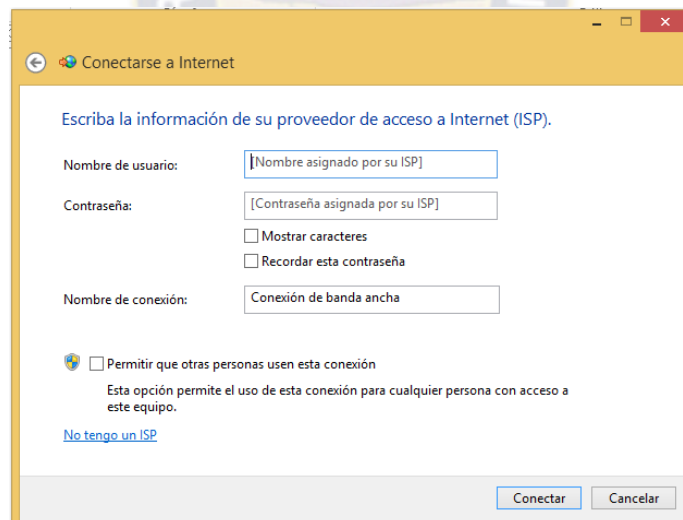 Conectarse a Internet
Escriba la información de su proveedor de acceso a Internet (ISP).
Nombre de usuario:
[Nombre asignado por su ISP]
Contraseña:
[Contraseña asignada por su ISP]
Mostrar caracteres
Recordar esta contraseña
Nombre de conexión:
Conexión de banda ancha
Permitir que otras personas usen esta conexión
Esta opción permite el uso de esta conexión para cualquier persona con acceso a
este equipo.
No tengo un ISP
Conectar
Cancelar